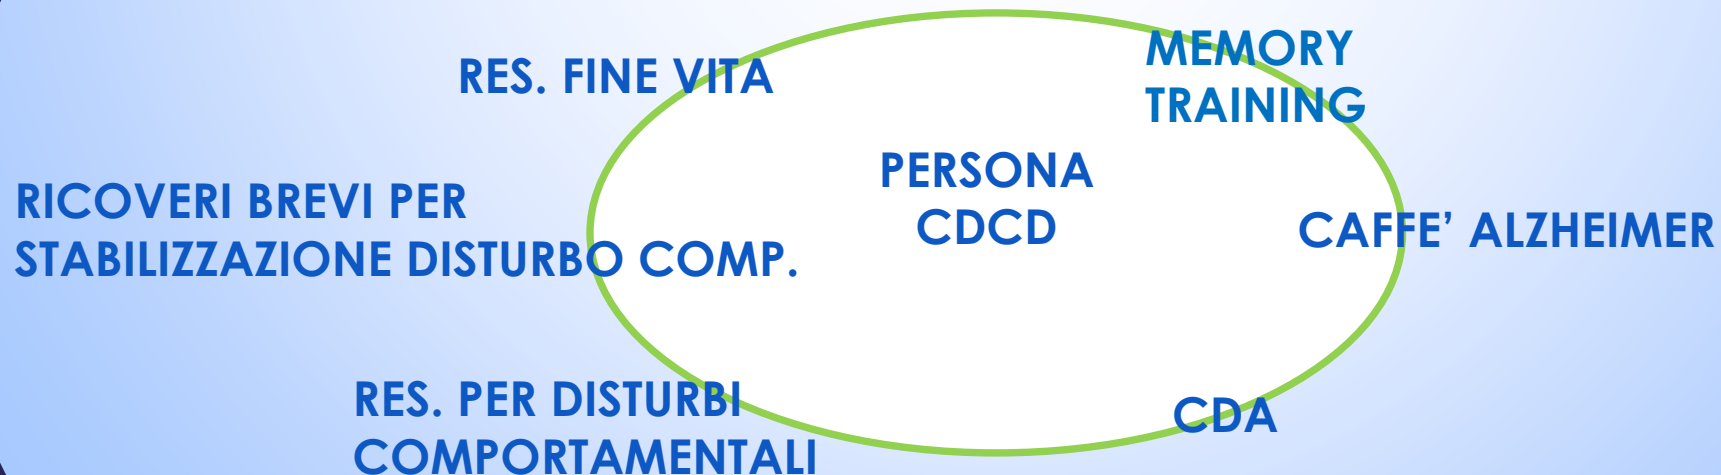 RES. FINE VITA
MEMORY
TRAINING
PERSONA
CDCD
RICOVERI BREVI PER
STABILIZZAZIONE DISTURBO COMP.
CAFFE’ ALZHEIMER
RES. PER DISTURBI
COMPORTAMENTALI
CDA